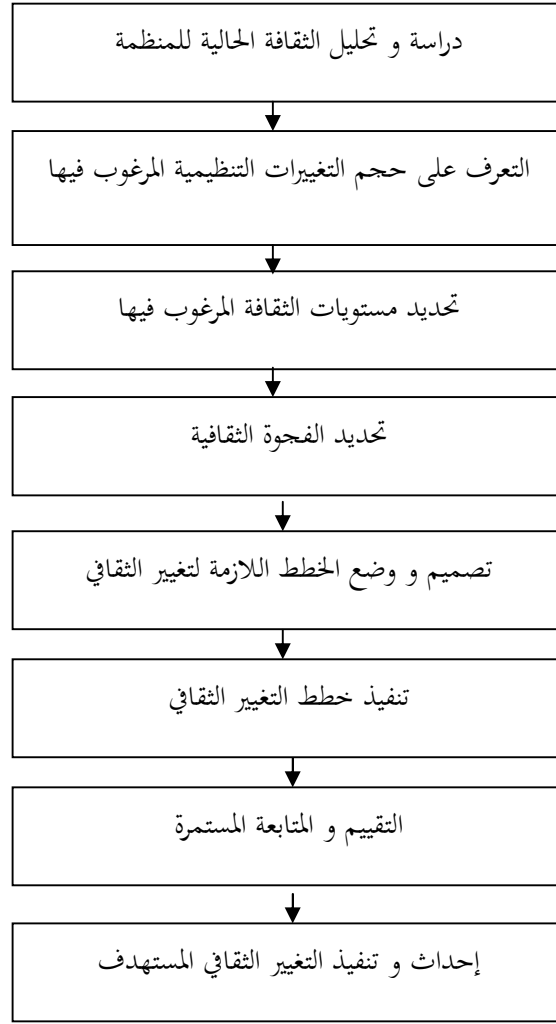 دراسة و تحليل الثقافة الحالية للمنظمة
التعرف على حجم التغييرات التنظيمية المرغوب فيها
تحديد مستويات الثقافة المرغوب فيها
تحديد الفجوة الثقافية
تصميم و وضع الخطط اللازمة لتغيير الثقافي
تنفيذ خطط التغيير الثقافي
التقييم و المتابعة المستمرة
إحداث و تنفيذ التغيير الثقافي المستهدف